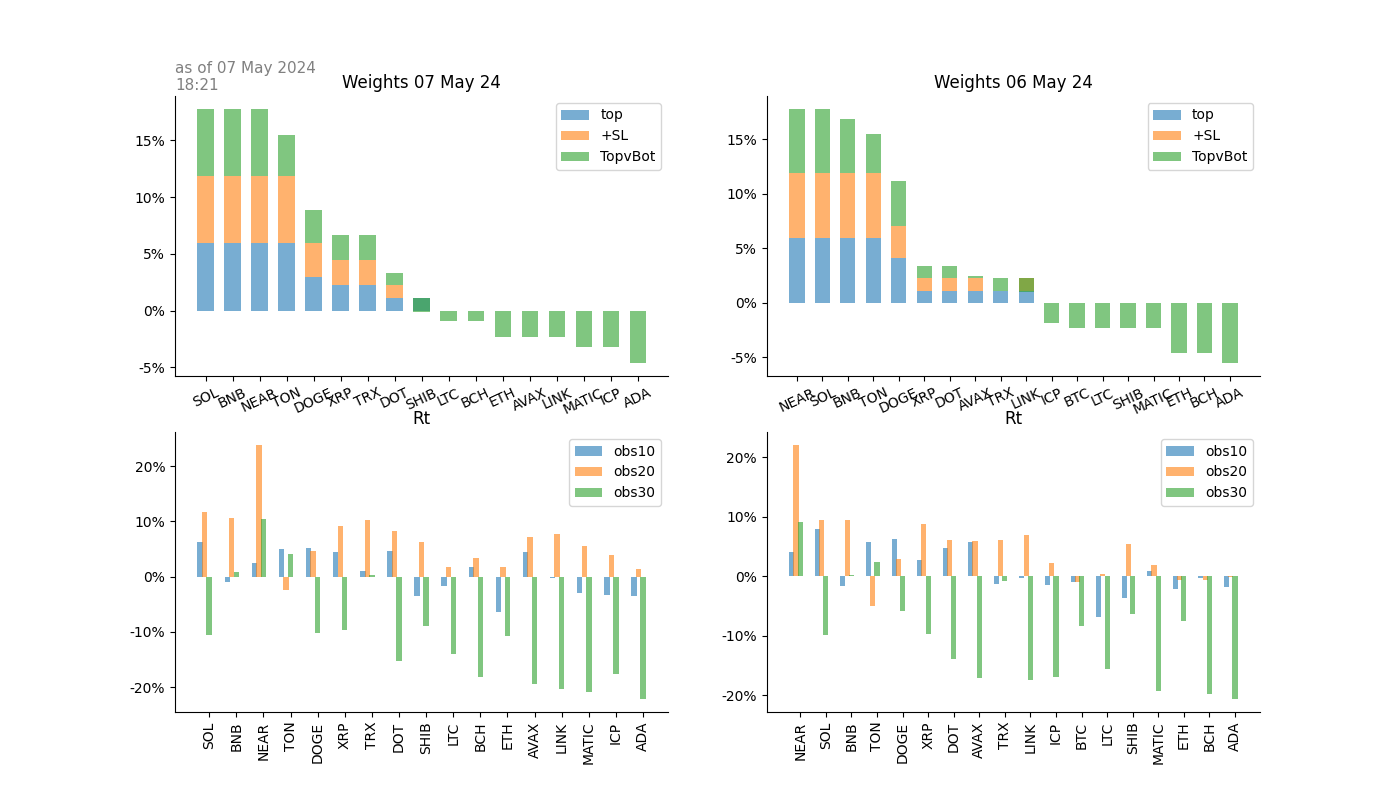 as of 07 May 2024
18:21
Weights 07 May 24
15%
10%
5%
0%
-5%
top
+SL
TopvBot
SOL BNB NEAR TON DOGE XRP TRX DOT SHIB LTC BCH ETH AVAX LINK MATIC ICP ADA
Weights 06 May 24
15%
10%
5%
0%
-5%
top
+SL
TopvBot
NEAR SOL BNB TON DOGE XRP DOT AVAX TRX LINK ICP BTC LTC SHIB MATIC ETH BCH ADA
Rt
20%
10%
0%
-10%
-20%
obs10
obs20
obs30
SOL BNB NEAR TON DOGE XRP TRX DOT SHIB LTC BCH ETH AVAX LINK MATIC ICP ADA
Rt
20%
10%
0%
-10%
-20%
obs10
obs20
obs30
NEAR SOL BNB TON DOGE XRP DOT AVAX TRX LINK ICP BTC LTC SHIB MATIC ETH BCH ADA